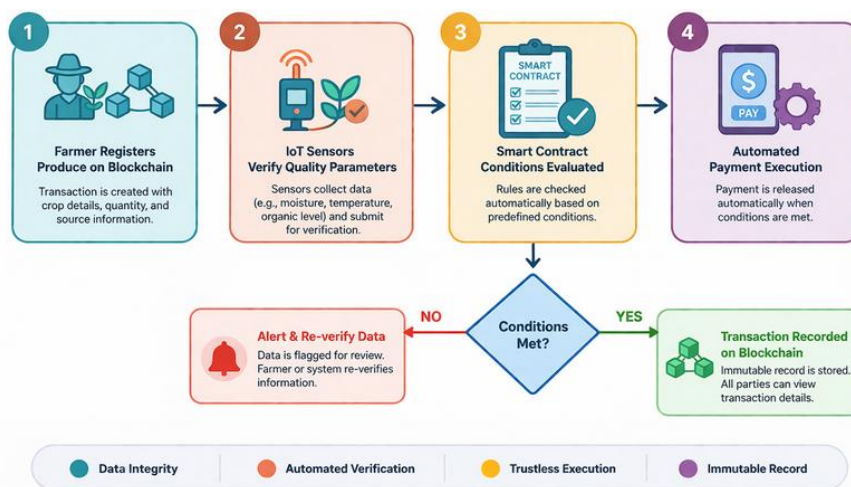 1
Farmer Registers
Produce on Blockchain
Transaction is created with
crop details, quantity, and
source information.
2
IoT Sensors
Verify Quality Parameters
Sensors collect data
(e.g., moisture, temperature,
organic level) and submit
for verification.
3
SMART
CONTRACT
Smart Contract
Conditions Evaluated
Rules are checked
automatically based on
predefined conditions.
4
$
PAY
Automated
Payment Execution
Payment is released
automatically when
conditions are met.
Conditions
Met?
NO
YES
Alert & Re-verify Data
Data is flagged for review.
Farmer or system re-verifies
information.
Transaction Recorded
on Blockchain
Immutable record is stored.
All parties can view
transaction details.
Data Integrity
Automated Verification
Trustless Execution
Immutable Record